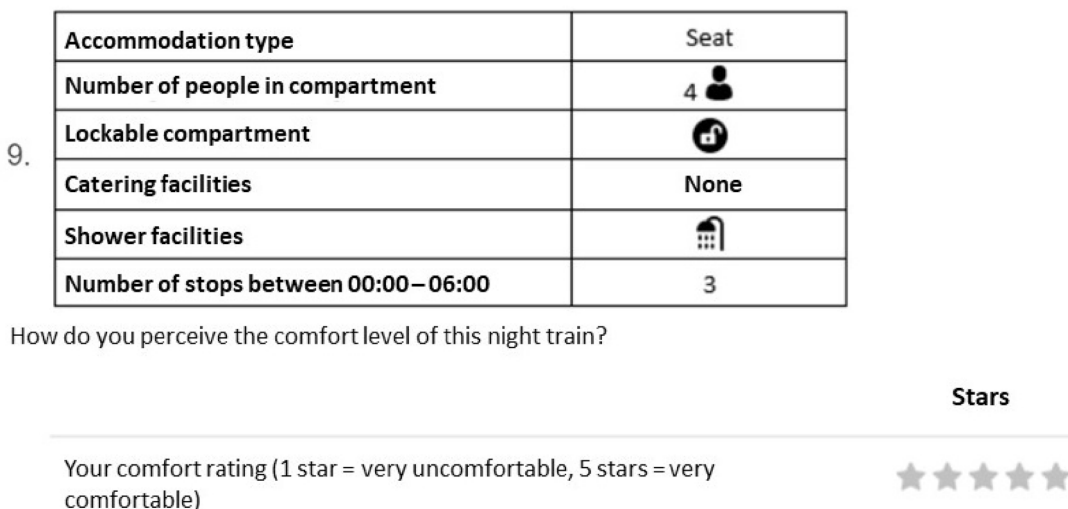 Accommodation type Seat
Number of people in compartment 4
9.
Lockable compartment
Catering facilities None
Shower facilities
Number of stops between 00:00 – 06:00 3
How do you perceive the comfort level of this night train?
Stars
Your comfort rating (1 star = very uncomfortable, 5 stars = very
comfortable)